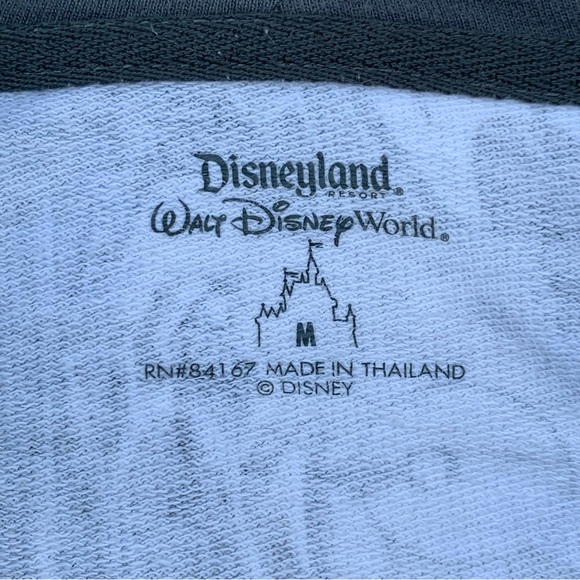 Disneyland®
RESORT
WALT DISNEY World®
M
RN#84167 MADE IN THAILAND
© DISNEY